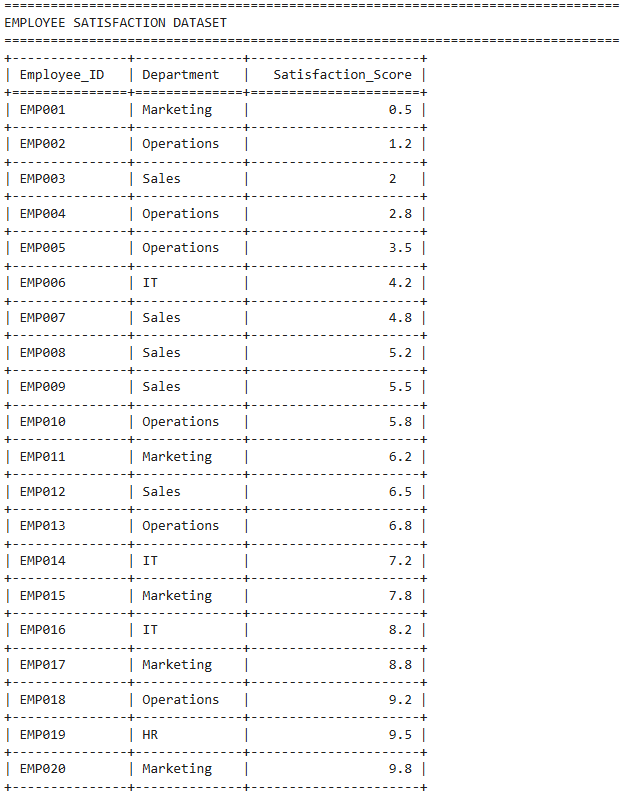 ================================================================================
EMPLOYEE SATISFACTION DATASET
================================================================================
+---------------+--------------+----------------------+
| Employee_ID   | Department   |   Satisfaction_Score |
+===============+==============+======================+
| EMP001        | Marketing    |                  0.5 |
+---------------+--------------+----------------------+
| EMP002        | Operations   |                  1.2 |
+---------------+--------------+----------------------+
| EMP003        | Sales        |                  2   |
+---------------+--------------+----------------------+
| EMP004        | Operations   |                  2.8 |
+---------------+--------------+----------------------+
| EMP005        | Operations   |                  3.5 |
+---------------+--------------+----------------------+
| EMP006        | IT           |                  4.2 |
+---------------+--------------+----------------------+
| EMP007        | Sales        |                  4.8 |
+---------------+--------------+----------------------+
| EMP008        | Sales        |                  5.2 |
+---------------+--------------+----------------------+
| EMP009        | Sales        |                  5.5 |
+---------------+--------------+----------------------+
| EMP010        | Operations   |                  5.8 |
+---------------+--------------+----------------------+
| EMP011        | Marketing    |                  6.2 |
+---------------+--------------+----------------------+
| EMP012        | Sales        |                  6.5 |
+---------------+--------------+----------------------+
| EMP013        | Operations   |                  6.8 |
+---------------+--------------+----------------------+
| EMP014        | IT           |                  7.2 |
+---------------+--------------+----------------------+
| EMP015        | Marketing    |                  7.8 |
+---------------+--------------+----------------------+
| EMP016        | IT           |                  8.2 |
+---------------+--------------+----------------------+
| EMP017        | Marketing    |                  8.8 |
+---------------+--------------+----------------------+
| EMP018        | Operations   |                  9.2 |
+---------------+--------------+----------------------+
| EMP019        | HR           |                  9.5 |
+---------------+--------------+----------------------+
| EMP020        | Marketing    |                  9.8 |
+---------------+--------------+----------------------+